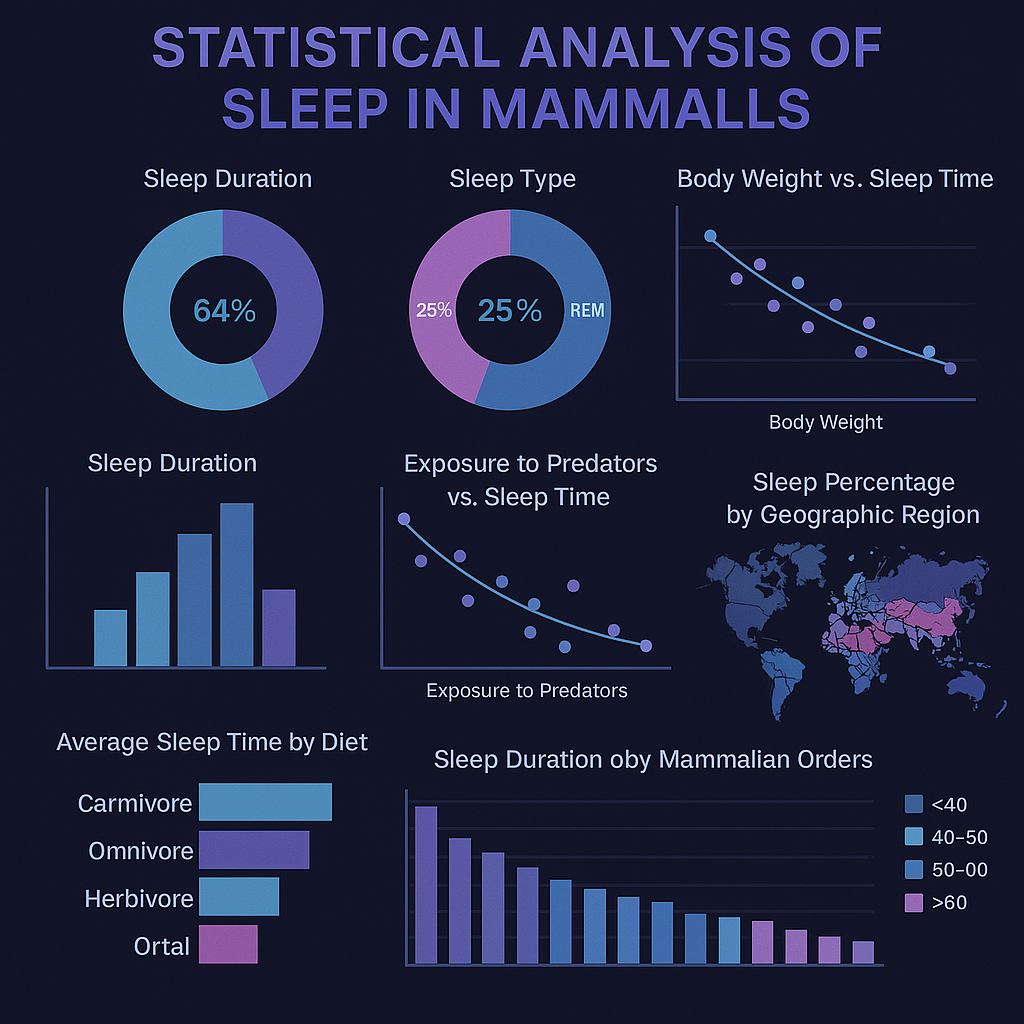 STATISTICAL ANALYSIS OF
SLEEP IN MAMMALLS
Sleep Duration
64%
Sleep Type
25%
25%
REM
Body Weight vs. Sleep Time
Body Weight
Sleep Duration
Exposure to Predators
vs. Sleep Time
Exposure to Predators
Sleep Percentage
by Geographic Region
Average Sleep Time by Diet
Carmivore
Omnivore
Herbivore
Ortal
Sleep Duration oby Mammalian Orders
<40
40–50
50–00
>60